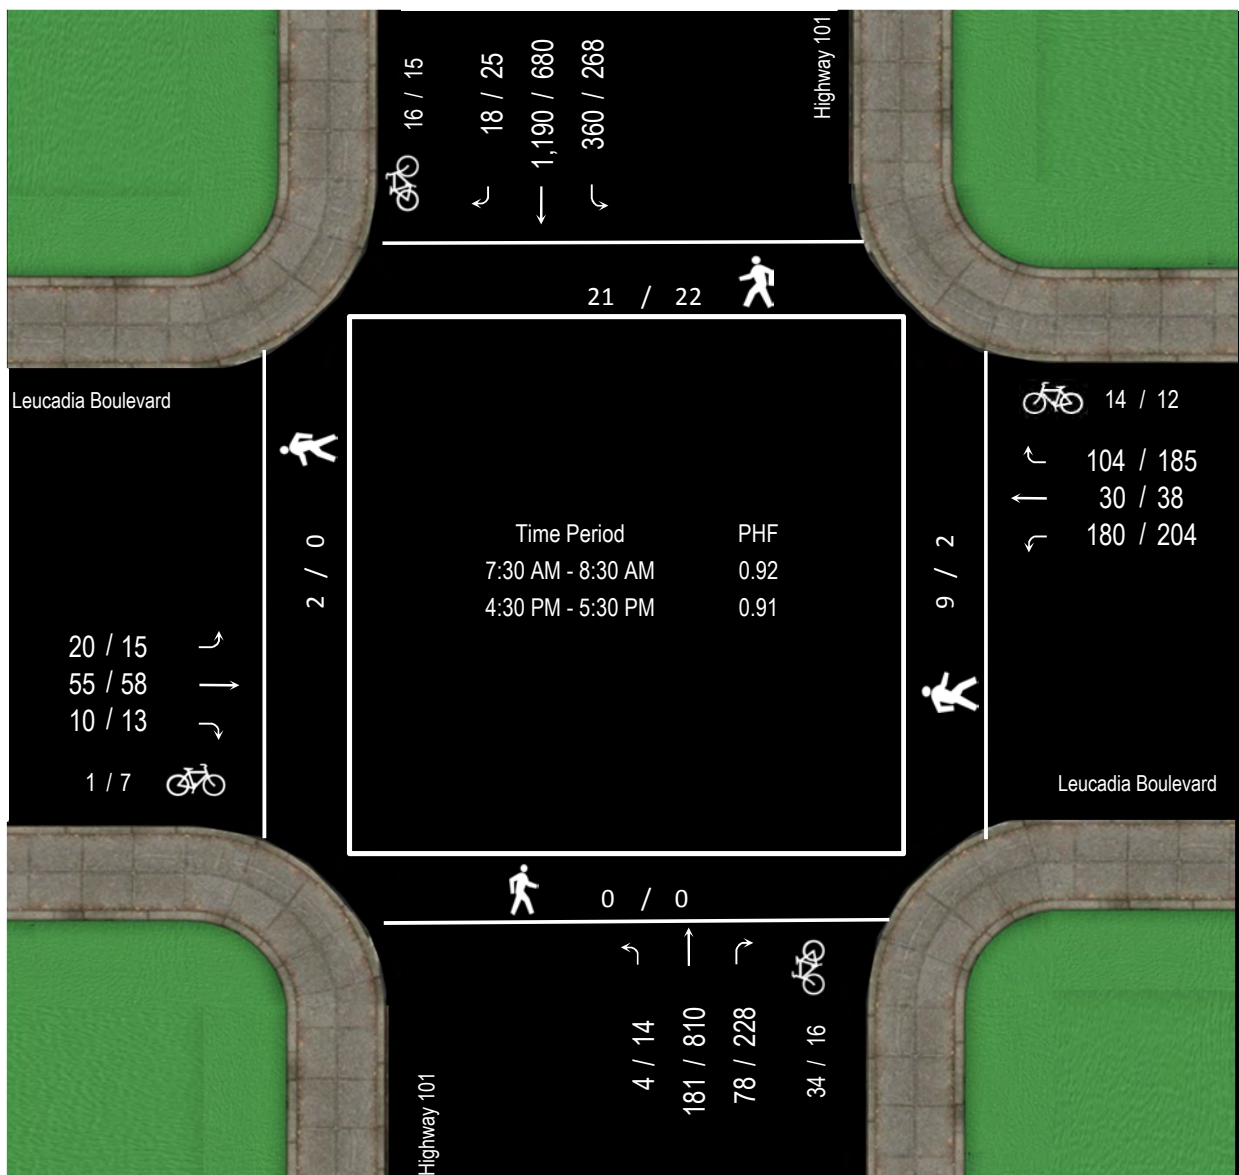 16 / 15
18 / 25
1,190 / 680
360 / 268
Highway 101
21 / 22
Leucadia Boulevard
14 / 12
104 / 185
30 / 38
180 / 204
2 / 0
Time Period PHF
7:30 AM - 8:30 AM 0.92
4:30 PM - 5:30 PM 0.91
9 / 2
20 / 15
55 / 58
10 / 13
1 / 7
Leucadia Boulevard
0 / 0
4 / 14
181 / 810
78 / 228
34 / 16
Highway 101